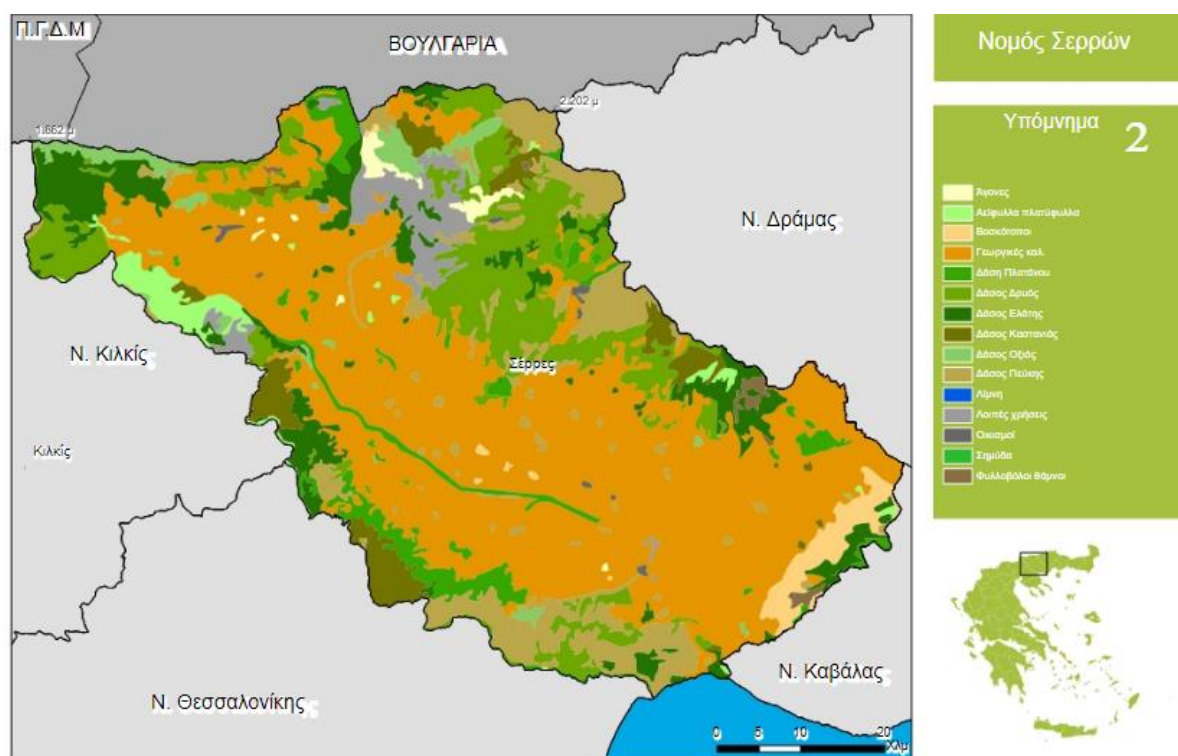 Π.Γ.Δ.Μ
ΒΟΥΛΓΑΡΙΑ
2.202 μ
1.862 μ
Ν. Δράμας
Ν. Κιλκίς
Σέρρες
Κιλκίς
Ν. Καβάλας
Ν. Θεσσαλονίκης
0 5 10 20
Χλμ
Νομός Σερρών
Υπόμνημα 2
Άγονες
Αείφυλλα πλατύφυλλα
Βοσκότοποι
Γεωργικές καλ.
Δάση Πλατάνου
Δάσος Δρυός
Δάσος Ελάτης
Δάσος Καστανιάς
Δάσος Οξιάς
Δάσος Πεύκης
Λίμνη
Λοιπές χρήσεις
Οικισμοί
Σημύδα
Φυλλοβόλοι θάμνοι